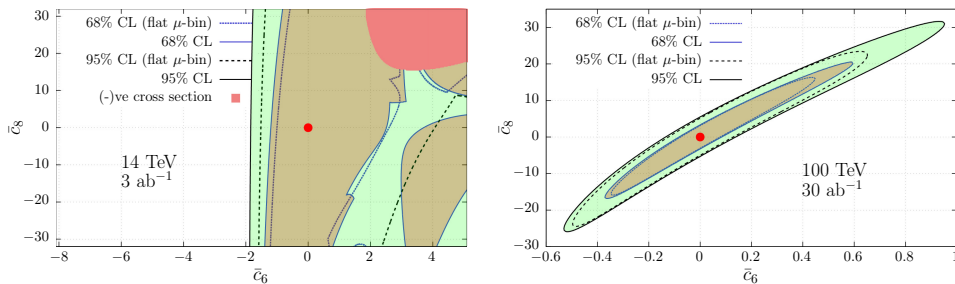 68% CL (flat μ-bin)
68% CL
95% CL (flat μ-bin)
95% CL
(-)ve cross section
14 TeV
3 ab⁻¹
c̄₈
30
20
10
0
−10
−20
−30
−8
−6
−4
−2
0
2
4
c̄₆
68% CL (flat μ-bin)
68% CL
95% CL (flat μ-bin)
95% CL
100 TeV
30 ab⁻¹
c̄₈
30
20
10
0
−10
−20
−30
−0.6
−0.4
−0.2
0
0.2
0.4
0.6
0.8
1
c̄₆